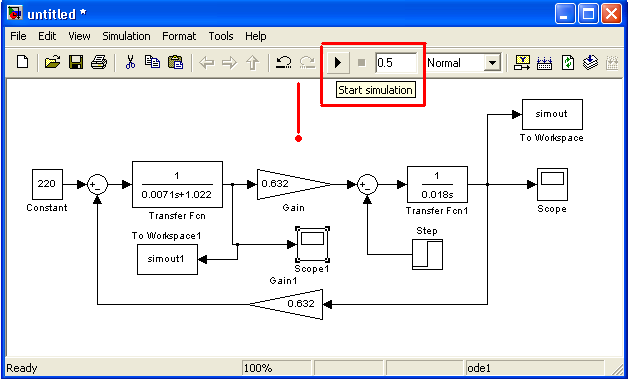 untitled *
File Edit View Simulation Format Tools Help
0.5 Normal
Start simulation
simout
To Workspace
220
Constant
1
0.0071s+1.022
Transfer Fcn
0.632
Gain
1
0.018s
Transfer Fcn1
Scope
To Workspace1
simout1
Scope1
Step
Gain1
0.632
Ready 100% ode1